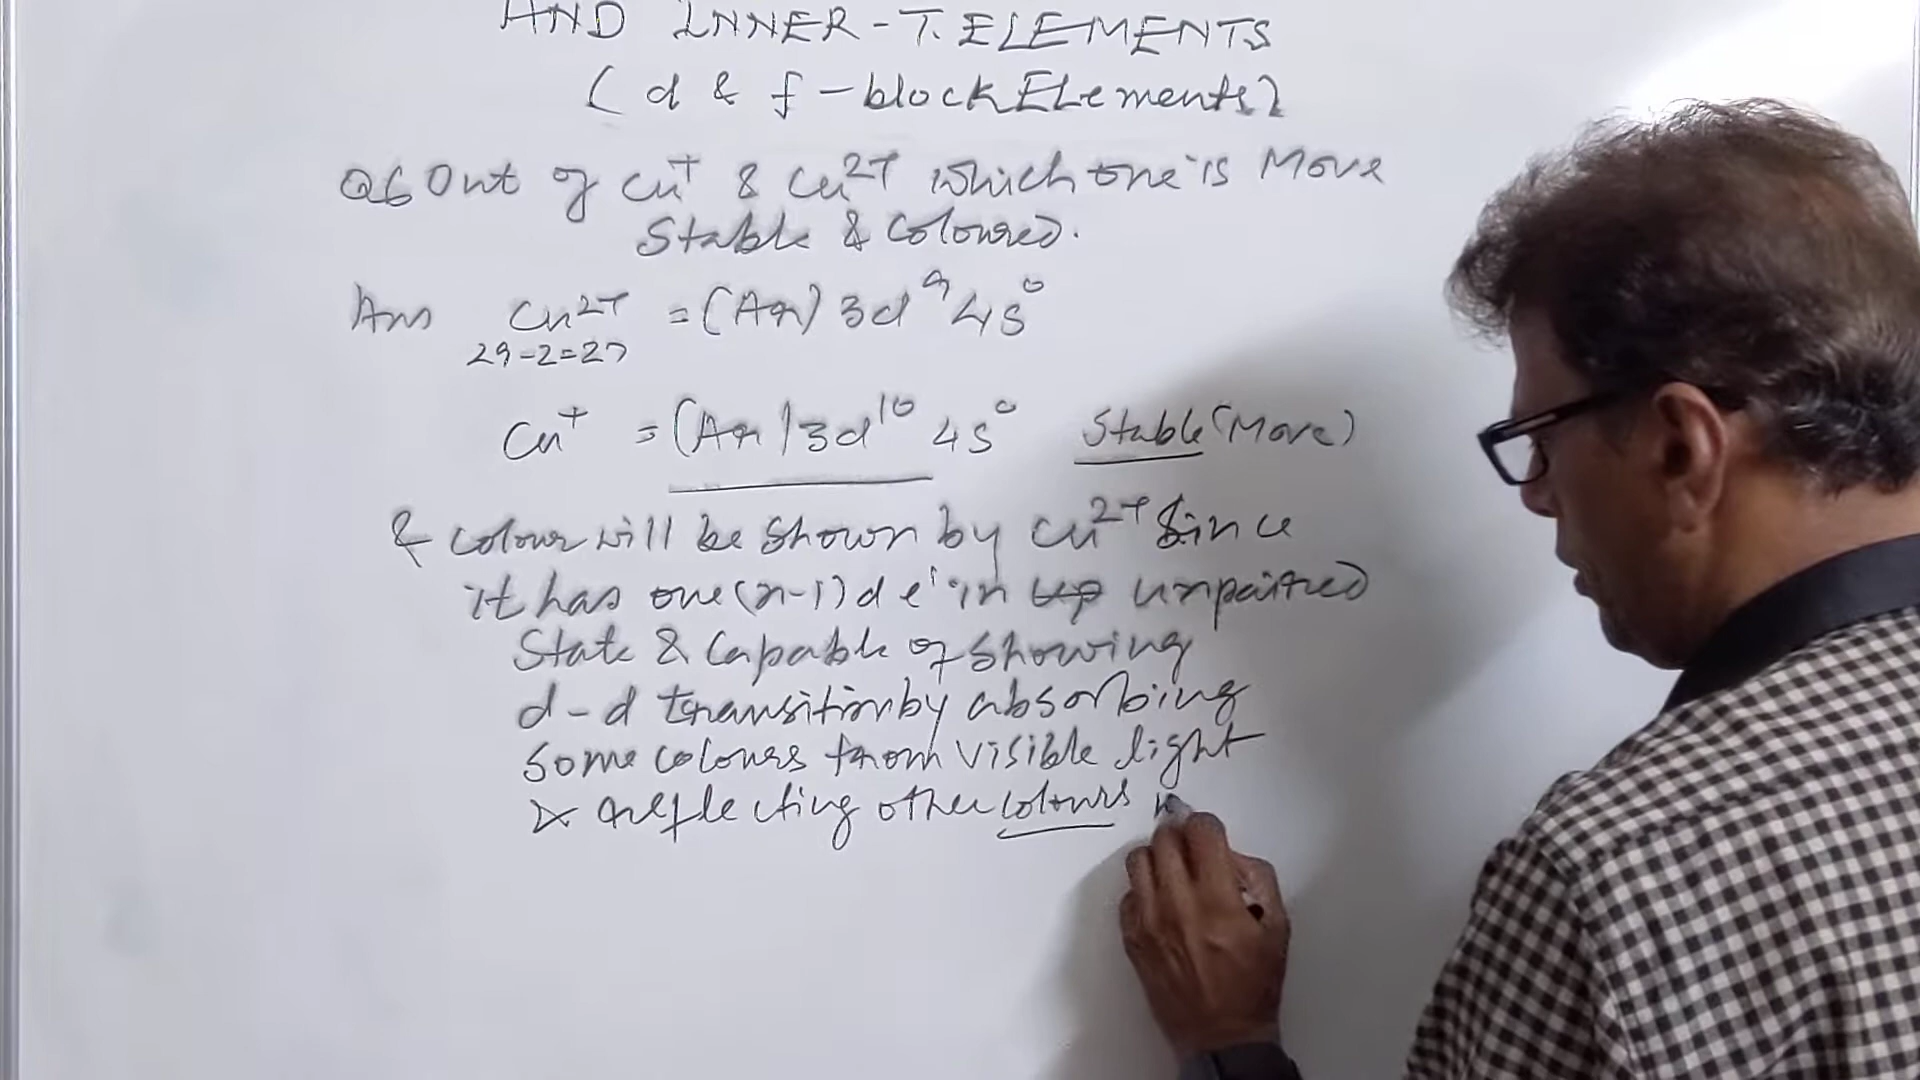 AND INNER-T. ELEMENTS
(d & f-block ELements)
Q6 Out of Cu⁺ & Cu²⁺ which one is More
Stable & Coloured.
Ans Cu²⁺ = (Ar) 3d⁹ 4s⁰
29-2=27
Cu⁺ = (Ar) 3d¹⁰ 4s⁰ Stable (More)
& colour will be shown by Cu²⁺ Since
it has one (n-1)d e⁻ in unpaired
State & Capable of showing
d-d transition by absorbing
some colours from visible light
& reflecting other colours